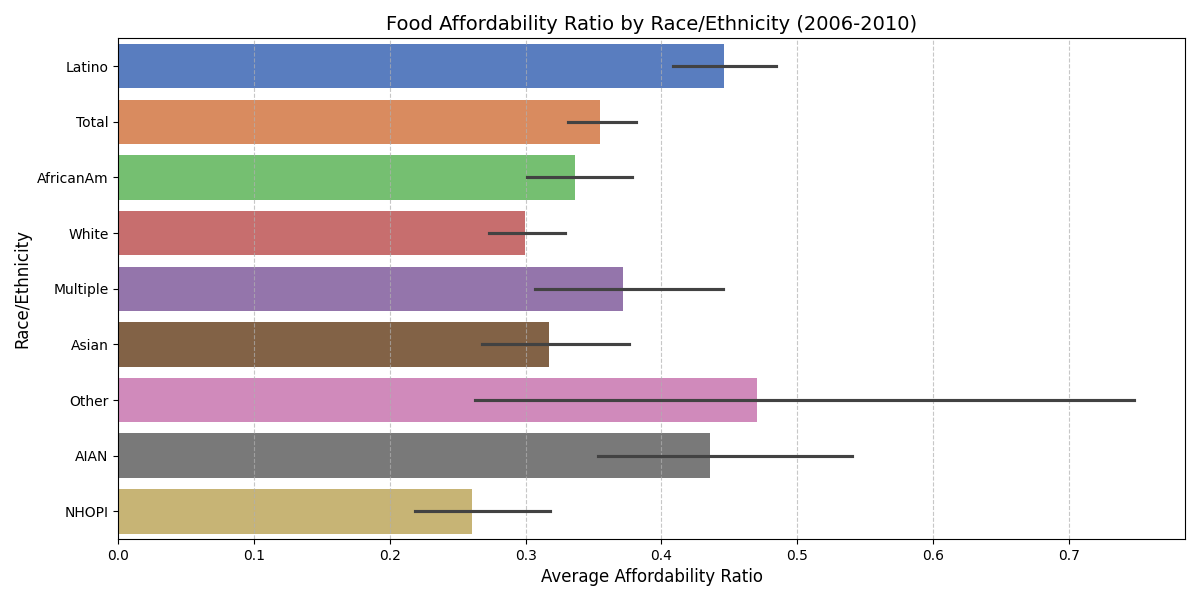 Food Affordability Ratio by Race/Ethnicity (2006-2010)
Race/Ethnicity
Latino
Total
AfricanAm
White
Multiple
Asian
Other
AIAN
NHOPI
0.0 0.1 0.2 0.3 0.4 0.5 0.6 0.7
Average Affordability Ratio